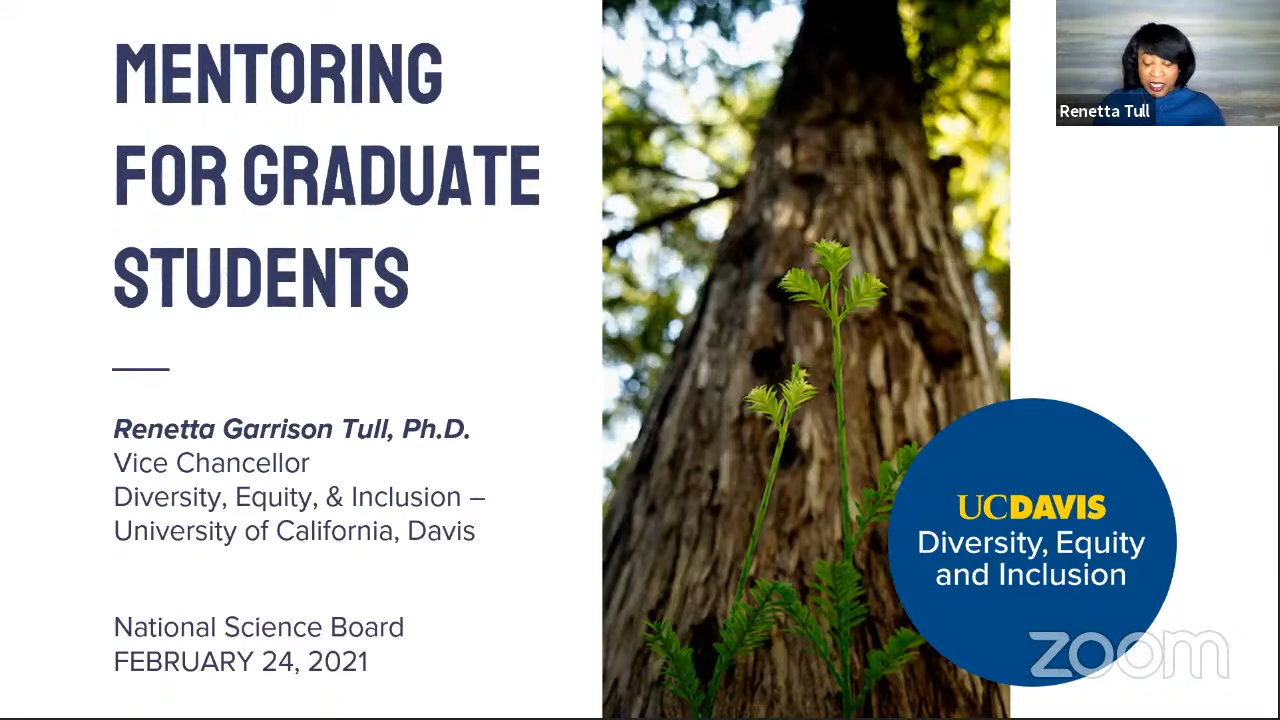 MENTORING
FOR GRADUATE
STUDENTS
Renetta Garrison Tull, Ph.D.
Vice Chancellor
Diversity, Equity, & Inclusion –
University of California, Davis
National Science Board
FEBRUARY 24, 2021
Renetta Tull
UCDAVIS
Diversity, Equity
and Inclusion
zoom